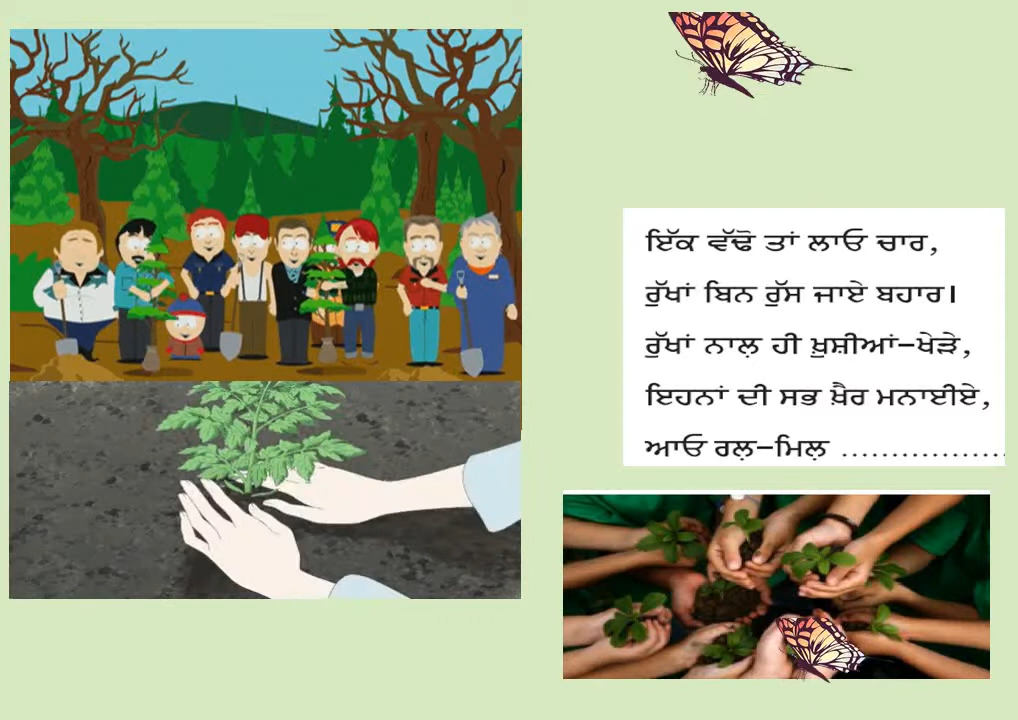 ਇੱਕ ਵੱਢੋ ਤਾਂ ਲਾਓ ਚਾਰ,
ਰੁੱਖਾਂ ਬਿਨ ਰੁੱਸ ਜਾਏ ਬਹਾਰ।
ਰੁੱਖਾਂ ਨਾਲ਼ ਹੀ ਖ਼ੁਸ਼ੀਆਂ-ਖੇੜੇ,
ਇਹਨਾਂ ਦੀ ਸਭ ਖ਼ੈਰ ਮਨਾਈਏ,
ਆਓ ਰਲ਼-ਮਿਲ਼ ................